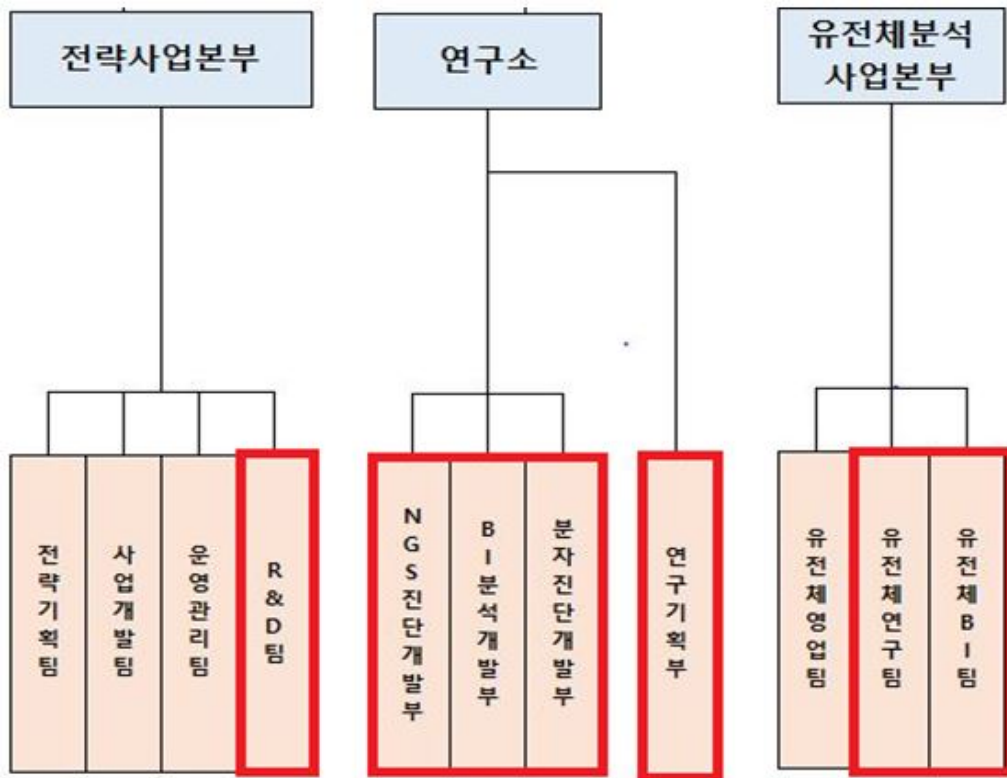 전략사업본부
연구소
유전체분석
사업본부
전략기획팀
사업개발팀
운영관리팀
R&D팀
NGS진단개발부
BI분석개발부
분자진단개발부
연구기획부
유전체영업팀
유전체연구팀
유전체BI팀